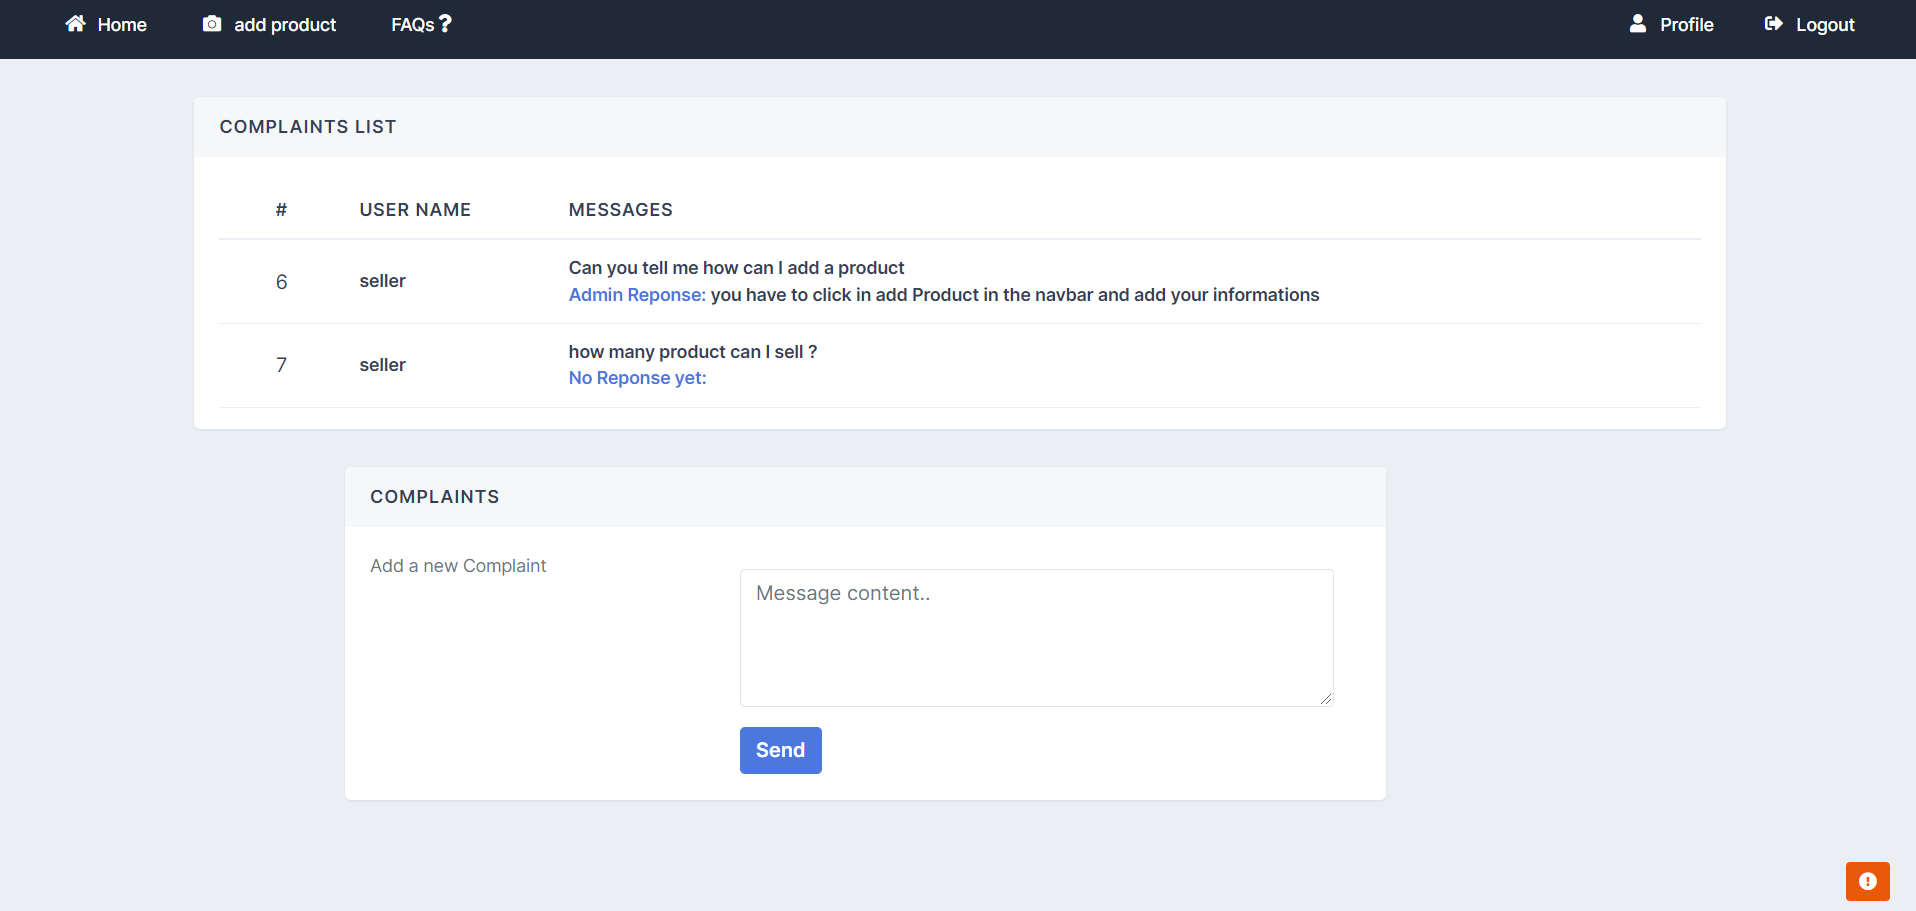 Home add product FAQs? Profile Logout
COMPLAINTS LIST
# USER NAME MESSAGES
6 seller Can you tell me how can I add a product
Admin Reponse: you have to click in add Product in the navbar and add your informations
7 seller how many product can I sell ?
No Reponse yet:
COMPLAINTS
Add a new Complaint
Message content..
Send